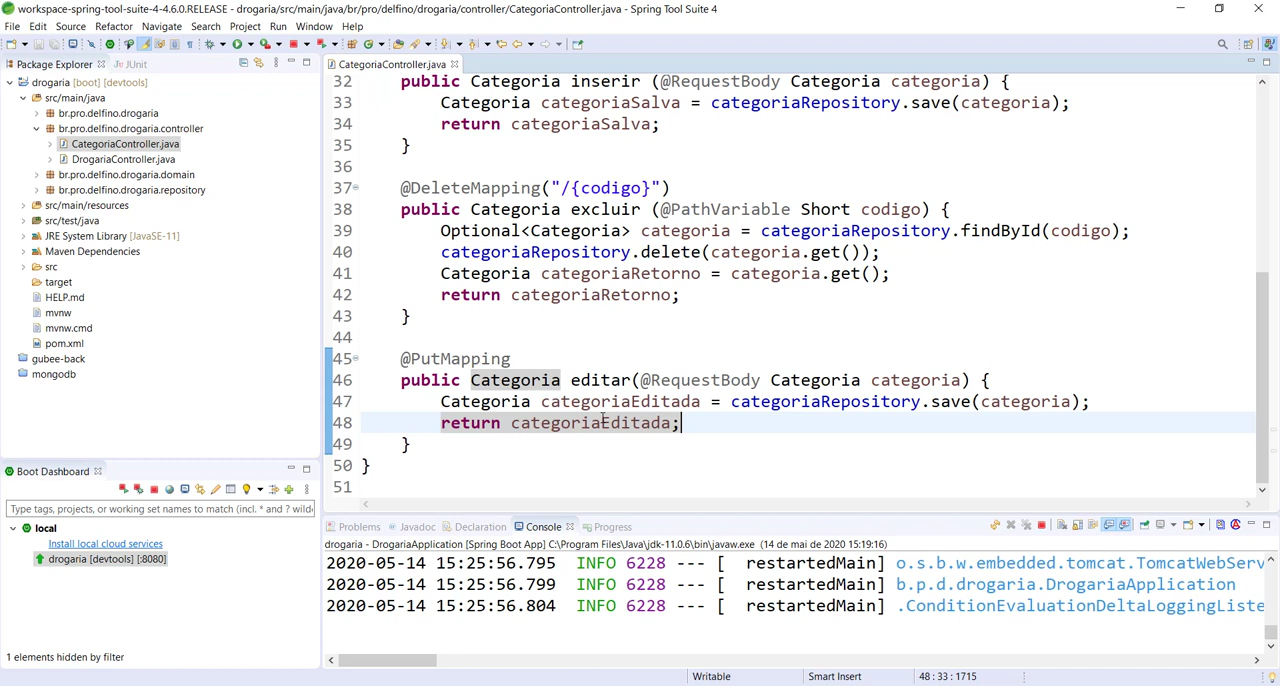 workspace-spring-tool-suite-4-4.6.0.RELEASE - drogaria/src/main/java/br/pro/delfino/drogaria/controller/CategoriaController.java - Spring Tool Suite 4
File Edit Source Refactor Navigate Search Project Run Window Help
Package Explorer JUnit
drogaria [boot] [devtools]
src/main/java
br.pro.delfino.drogaria
br.pro.delfino.drogaria.controller
CategoriaController.java
DrogariaController.java
br.pro.delfino.drogaria.domain
br.pro.delfino.drogaria.repository
src/main/resources
src/test/java
JRE System Library [JavaSE-11]
Maven Dependencies
src
target
HELP.md
mvnw
mvnw.cmd
pom.xml
gubee-back
mongodb
Boot Dashboard
Type tags, projects, or working set names to match (incl. * and ? wild
local
Install local cloud services
drogaria [devtools] [:8080]
1 elements hidden by filter
CategoriaController.java
32 public Categoria inserir (@RequestBody Categoria categoria) {
33 Categoria categoriaSalva = categoriaRepository.save(categoria);
34 return categoriaSalva;
35 }
36
37 @DeleteMapping("/{codigo}")
38 public Categoria excluir (@PathVariable Short codigo) {
39 Optional<Categoria> categoria = categoriaRepository.findById(codigo);
40 categoriaRepository.delete(categoria.get());
41 Categoria categoriaRetorno = categoria.get();
42 return categoriaRetorno;
43 }
44
45 @PutMapping
46 public Categoria editar(@RequestBody Categoria categoria) {
47 Categoria categoriaEditada = categoriaRepository.save(categoria);
48 return categoriaEditada;
49 }
50 }
51
Problems Javadoc Declaration Console Progress
drogaria - DrogariaApplication [Spring Boot App] C:\Program Files\Java\jdk-11.0.6\bin\javaw.exe (14 de mai de 2020 15:19:16)
2020-05-14 15:25:56.795 INFO 6228 --- [ restartedMain] o.s.b.w.embedded.tomcat.TomcatWebServ
2020-05-14 15:25:56.799 INFO 6228 --- [ restartedMain] b.p.d.drogaria.DrogariaApplication
2020-05-14 15:25:56.804 INFO 6228 --- [ restartedMain] .ConditionEvaluationDeltaLoggingListe
Writable Smart Insert 48 : 33 : 1715